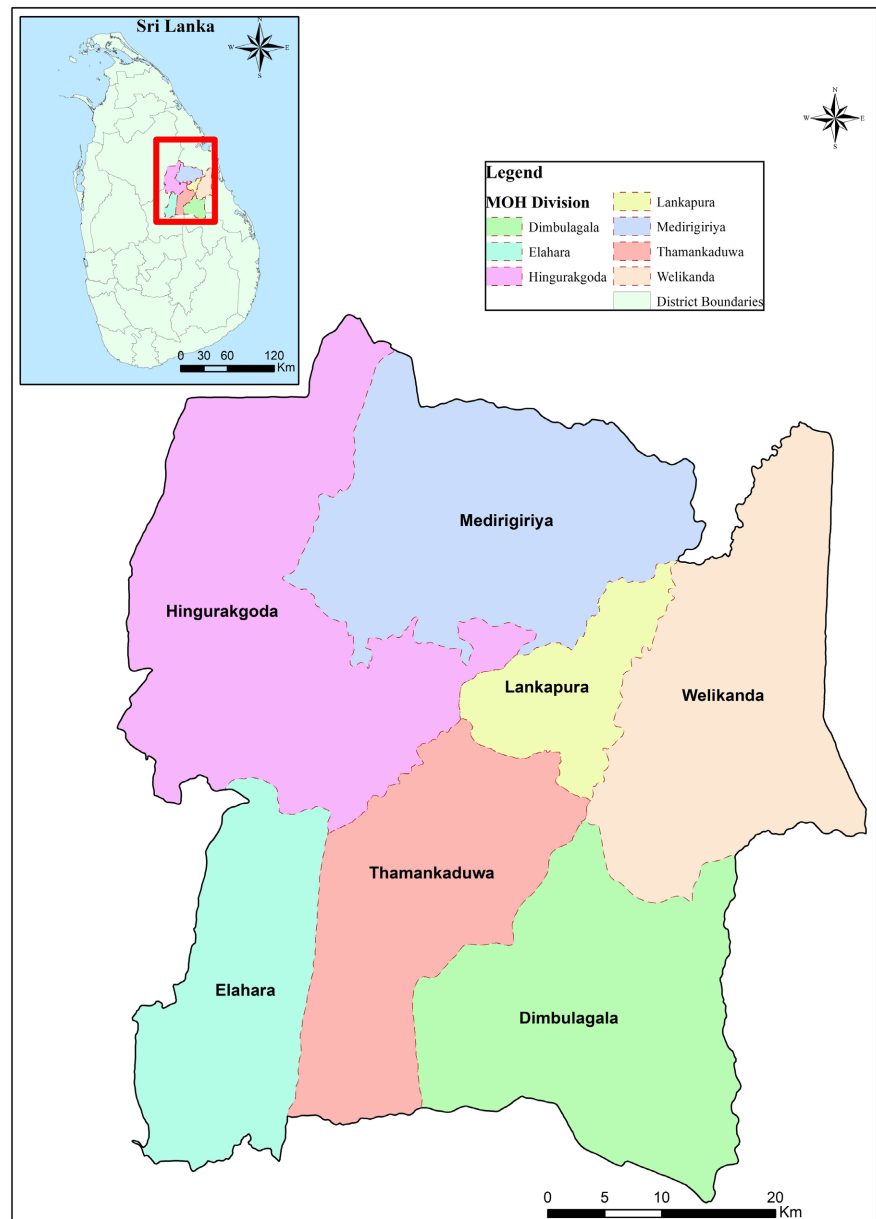 Sri Lanka
N
W E
S
0 30 60 120
Km
N
W E
S
Legend
MOH Division
Dimbulagala
Elahara
Hingurakgoda
Lankapura
Medirigiriya
Thamankaduwa
Welikanda
District Boundaries
Medirigiriya
Hingurakgoda
Lankapura
Welikanda
Thamankaduwa
Elahara
Dimbulagala
0 5 10 20
Km